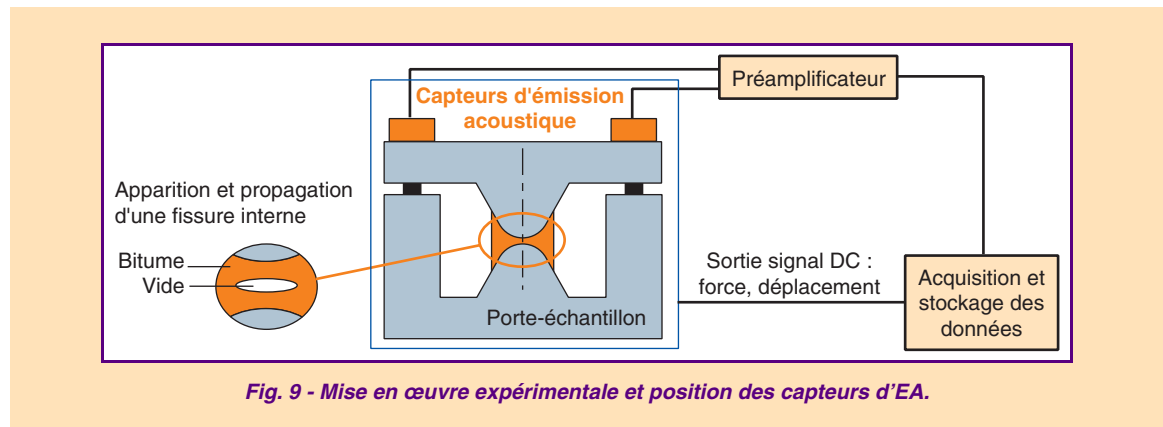 Préamplificateur
Capteurs d'émission
acoustique
Apparition et propagation
d'une fissure interne
Bitume
Vide
Porte-échantillon
Sortie signal DC :
force, déplacement
Acquisition et
stockage des
données
Fig. 9 - Mise en œuvre expérimentale et position des capteurs d'EA.